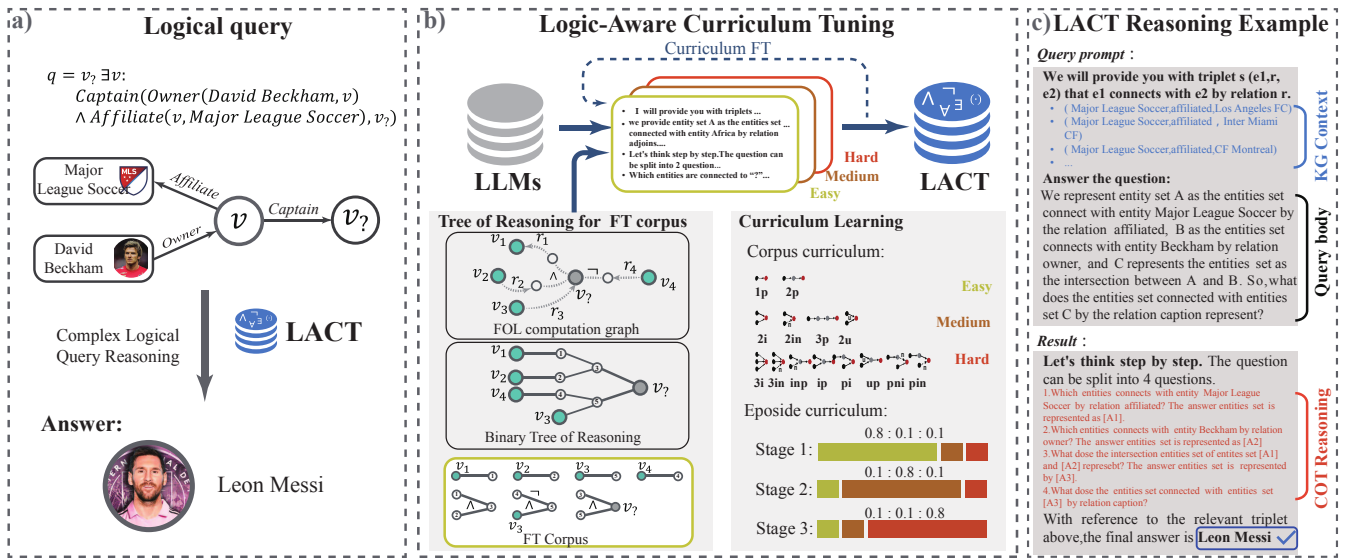 a)
Logical query
q = v? ∃v:
Captain(Owner(David Beckham, v)
∧ Affiliate(v, Major League Soccer), v?)
Major
League Soccer
MLS
Affiliate
v
Captain
v?
David
Beckham
Owner
Complex Logical
Query Reasoning
LACT
Answer:
Leon Messi
b)
Logic-Aware Curriculum Tuning
Curriculum FT
LLMs
• I will provide you with triplets ...
• we provide entity set A as the entities set ...
connected with entity Africa by relation
adjoins....
• Let's think step by step.The question can
be split into 2 question...
• Which entities are connected to "?"...
Hard
Medium
Easy
LACT
Tree of Reasoning for FT corpus
v1
r1
v2
r2
∧
¬
r4
v4
v?
v3
r3
FOL computation graph
v1
1
v2
2
3
v?
v4
4
5
v3
Binary Tree of Reasoning
v1
1
v2
2
v3
5
v4
4
1
∧
3
2
4
¬
5
v3
3
∧
v?
5
FT Corpus
Curriculum Learning
Corpus curriculum:
1p 2p
Easy
2i 2in 3p 2u
Medium
Hard
3i 3in inp ip pi up pni pin
Eposide curriculum:
0.8 : 0.1 : 0.1
Stage 1:
0.1 : 0.8 : 0.1
Stage 2:
0.1 : 0.1 : 0.8
Stage 3:
c)
LACT Reasoning Example
Query prompt :
We will provide you with triplet s (e1,r,
e2) that e1 connects with e2 by relation r.
• ( Major League Soccer,affiliated,Los Angeles FC)
• ( Major League Soccer,affiliated , Inter Miami
CF)
• ( Major League Soccer,affiliated,CF Montreal)
• ...
KG Context
Answer the question:
We represent entity set A as the entities set
connect with entity Major League Soccer by
the relation affiliated, B as the entities set
connects with entity Beckham by relation
owner, and C represents the entities set as
the intersection between A and B. So,what
does the entities set connected with entities
set C by the relation caption represent?
Query body
Result :
Let's think step by step. The question
can be split into 4 questions.
1.Which entities connects with entity Major League
Soccer by relation affiliated? The answer entities set is
represented as [A1].
2.Which entities connects with entity Beckham by relation
owner? The answer entities set is represented as [A2]
3.What dose the intersection entities set of entites set [A1]
and [A2] represebt? The answer entities set is represented
by [A3].
4.What dose the entities set connected with entities set
[A3] by relation caption?
COT Reasoning
With reference to the relevant triplet
above,the final answer is Leon Messi